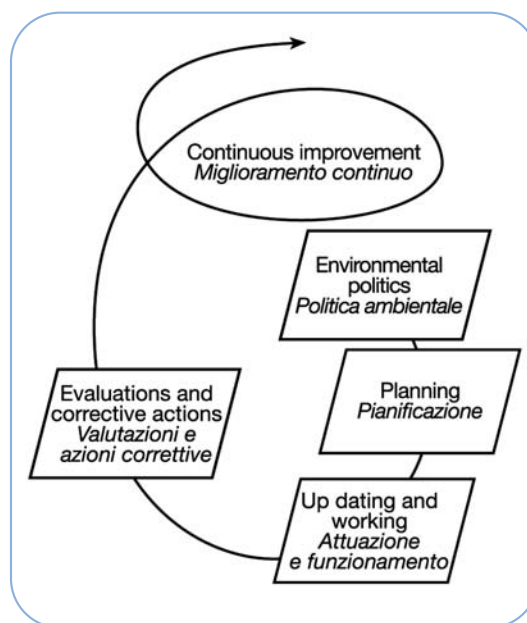 Continuous improvement
Miglioramento continuo
Environmental
politics
Politica ambientale
Planning
Pianificazione
Evaluations and
corrective actions
Valutazioni e
azioni correttive
Up dating and
working
Attuazione
e funzionamento